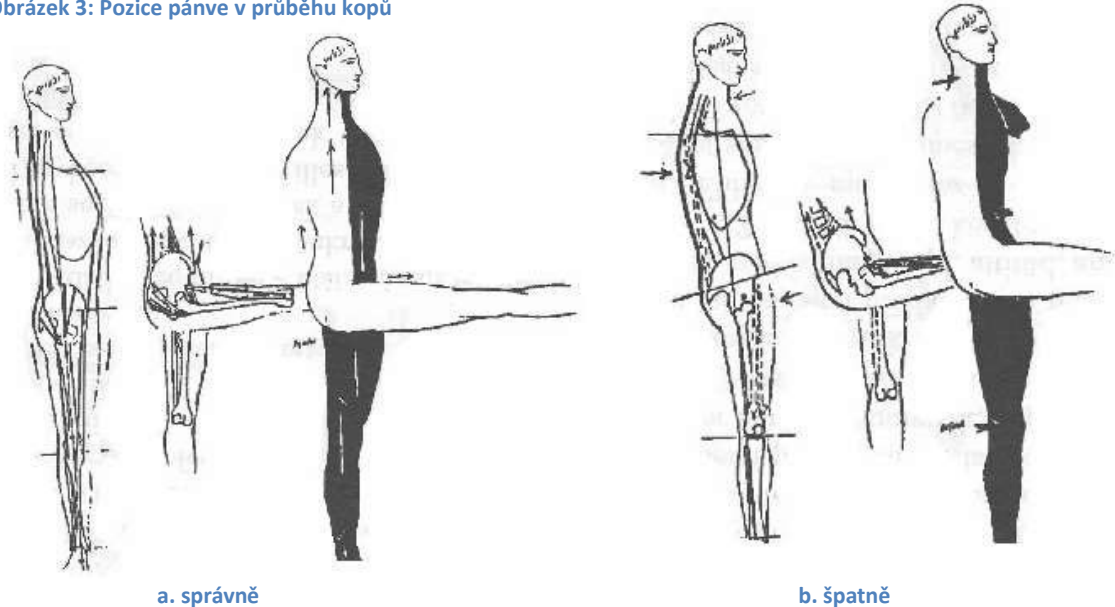 Obrázek 3: Pozice pánve v průběhu kopů
a. správně
b. špatně